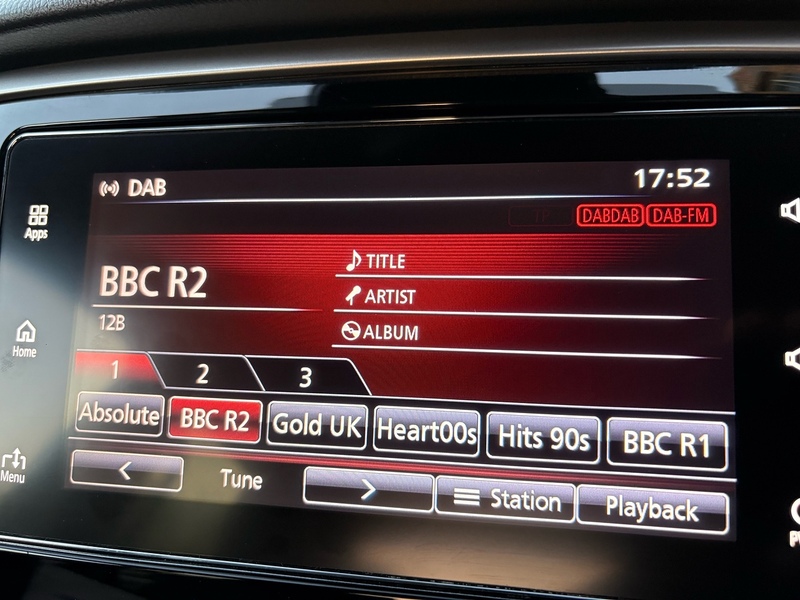 DAB
17:52
TP DABDAB DAB-FM
Apps
BBC R2
TITLE
ARTIST
12B
ALBUM
Home
1 2 3
Absolute BBC R2 Gold UK Heart00s Hits 90s BBC R1
Menu
< Tune > Station Playback